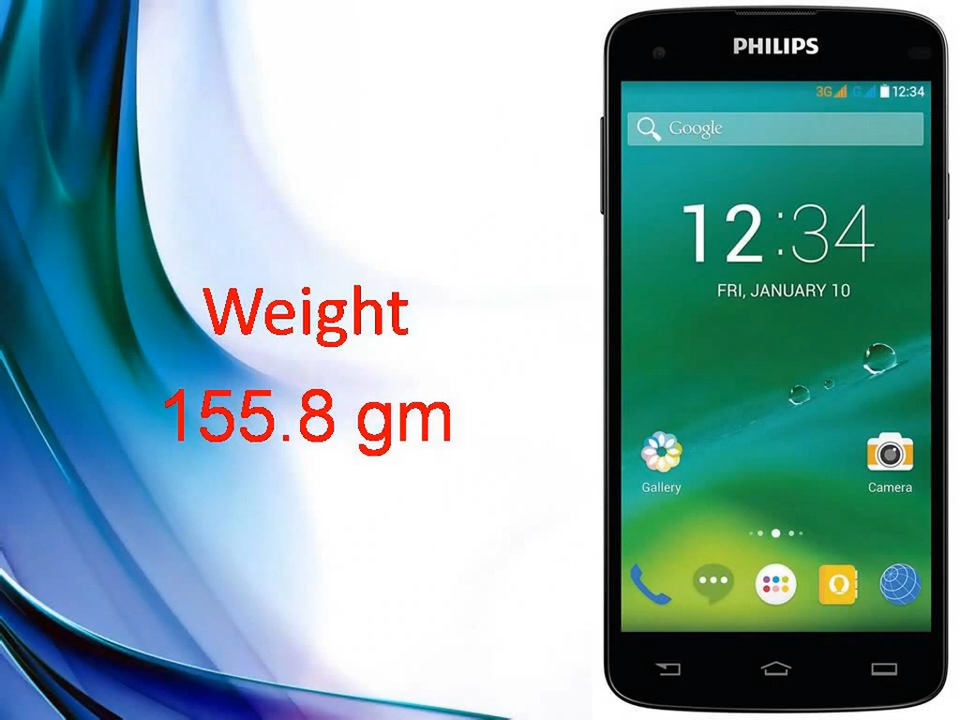 Weight
155.8 gm
PHILIPS
3G G 12:34
Google
12:34
FRI, JANUARY 10
Gallery
Camera